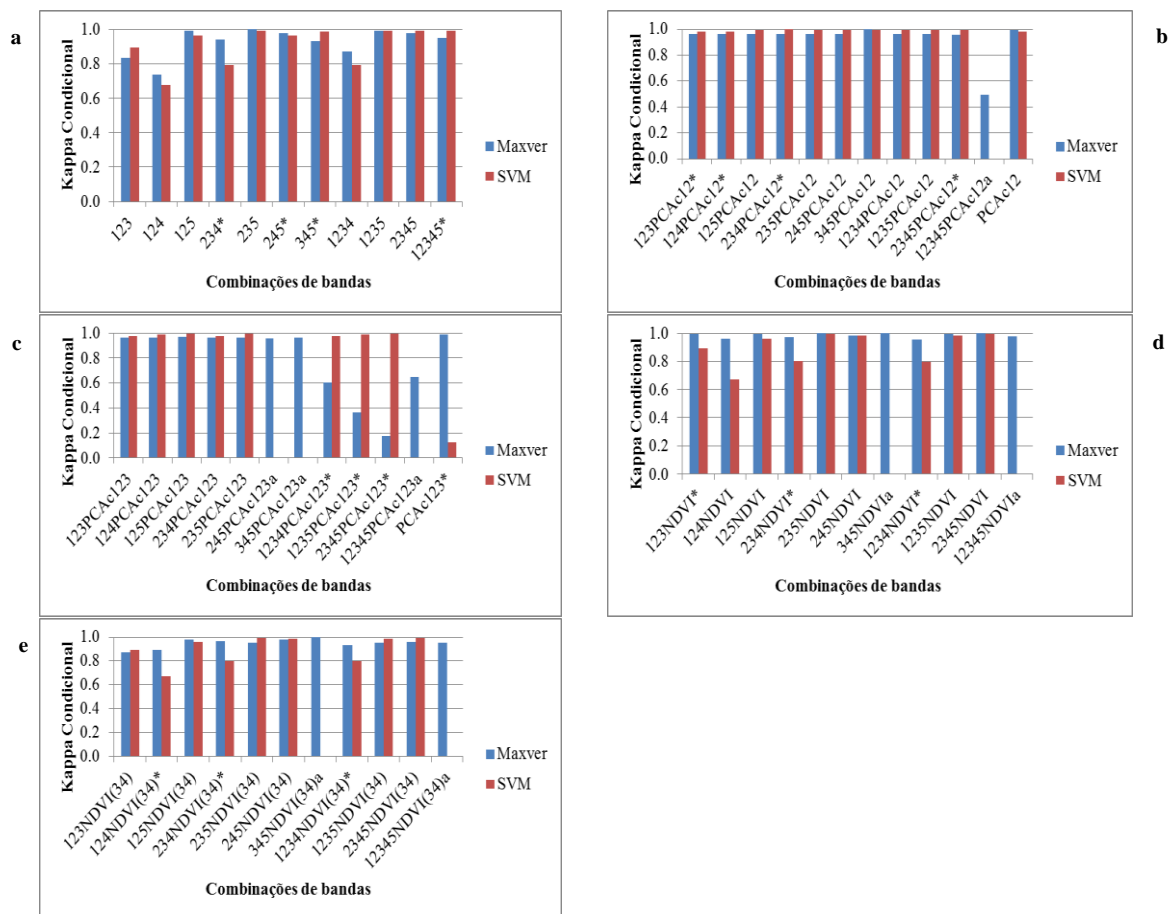 a
Kappa Condicional
1.0
0.8
0.6
0.4
0.2
0.0
123
124
125
234*
235
245*
345*
1234
1235
2345
12345*
Combinações de bandas
Maxver
SVM
b
Kappa Condicional
1.0
0.8
0.6
0.4
0.2
0.0
123PCAc12*
124PCAc12*
125PCAc12
234PCAc12*
235PCAc12
245PCAc12
345PCAc12
1234PCAc12
1235PCAc12
2345PCAc12*
12345PCAc12a
PCAc12
Combinações de bandas
Maxver
SVM
c
Kappa Condicional
1.0
0.8
0.6
0.4
0.2
0.0
123PCAc123
124PCAc123
125PCAc123
234PCAc123
235PCAc123
245PCAc123a
345PCAc123a
1234PCAc123*
1235PCAc123*
2345PCAc123*
12345PCAc123a
PCAc123*
Combinações de bandas
Maxver
SVM
d
Kappa Condicional
1.0
0.8
0.6
0.4
0.2
0.0
123NDVI*
124NDVI
125NDVI
234NDVI*
235NDVI
245NDVI
345NDVIa
1234NDVI*
1235NDVI
2345NDVI
12345NDVIa
Combinações de bandas
Maxver
SVM
e
Kappa Condicional
1.0
0.8
0.6
0.4
0.2
0.0
123NDVI(34)
124NDVI(34)*
125NDVI(34)
234NDVI(34)*
235NDVI(34)
245NDVI(34)
345NDVI(34)a
1234NDVI(34)*
1235NDVI(34)
2345NDVI(34)
12345NDVI(34)a
Combinações de bandas
Maxver
SVM